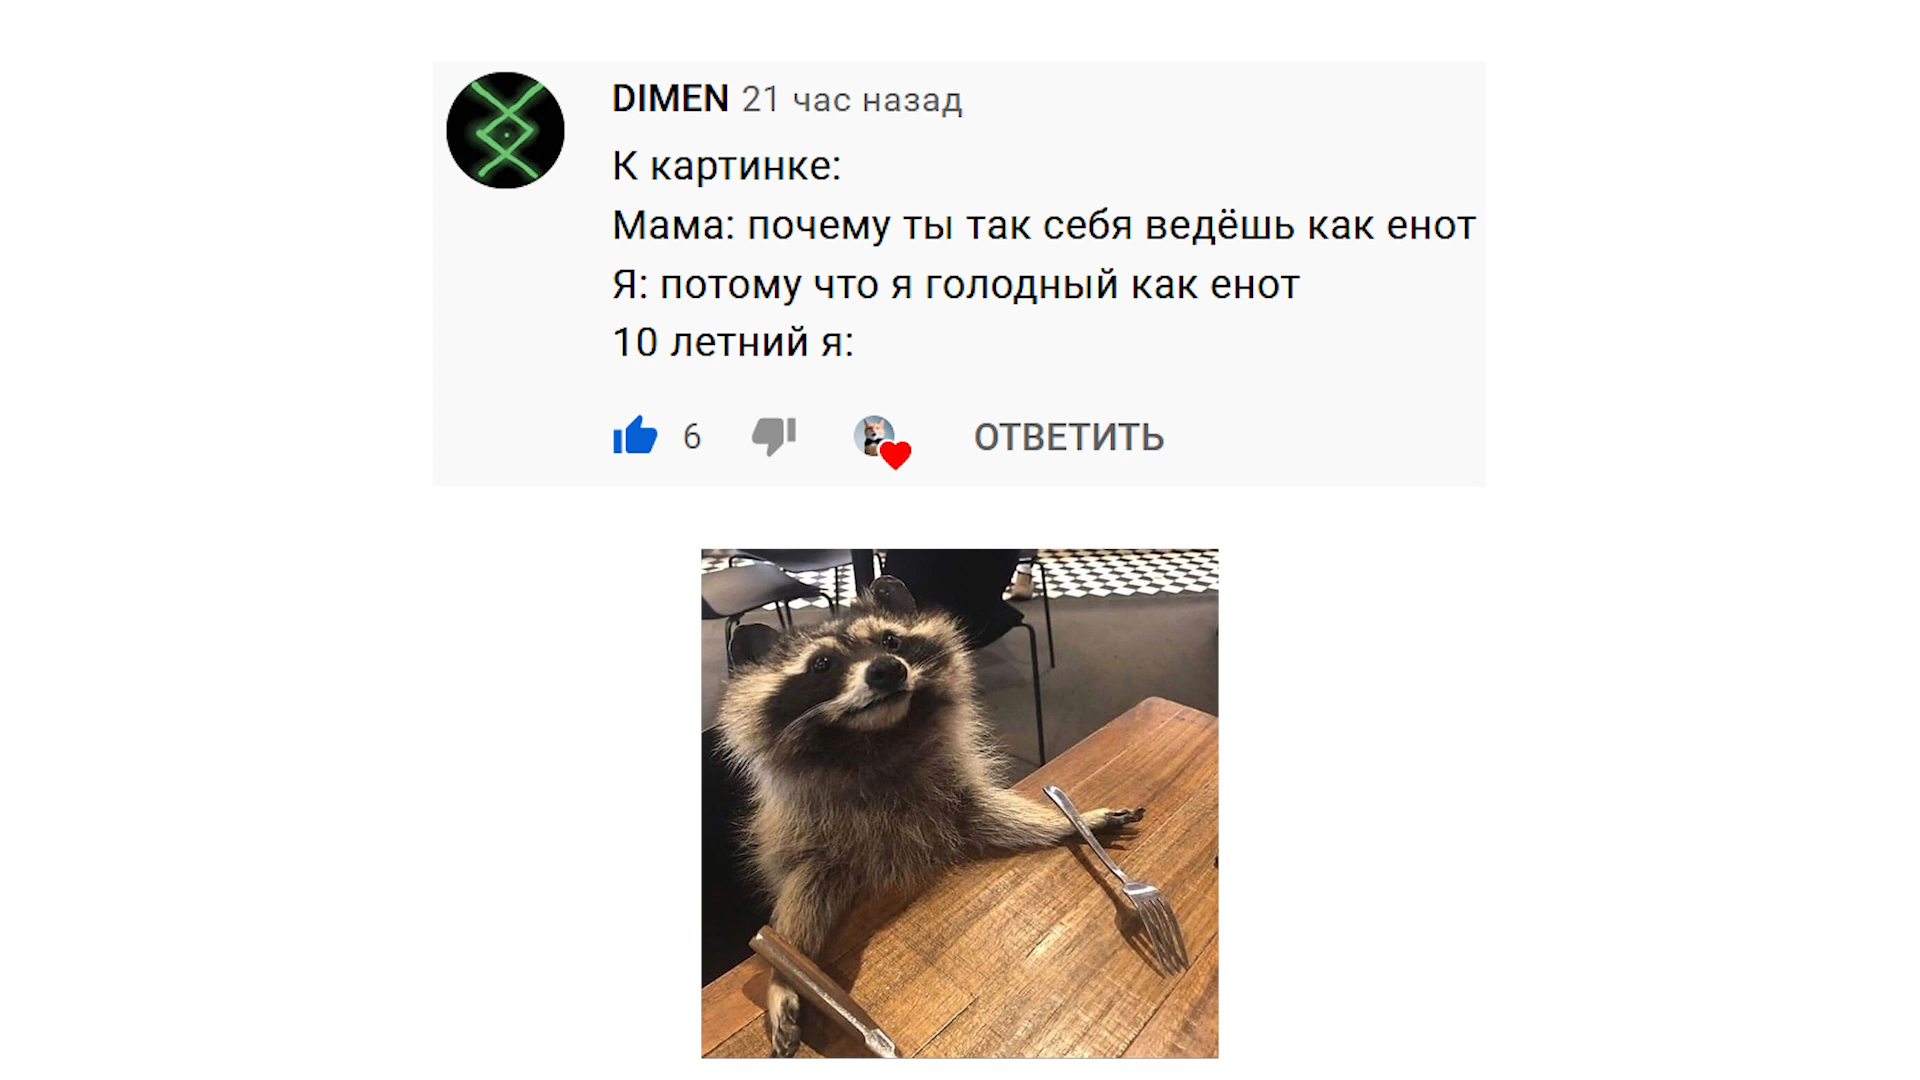 DIMEN 21 час назад
К картинке:
Мама: почему ты так себя ведёшь как енот
Я: потому что я голодный как енот
10 летний я:
6 ОТВЕТИТЬ